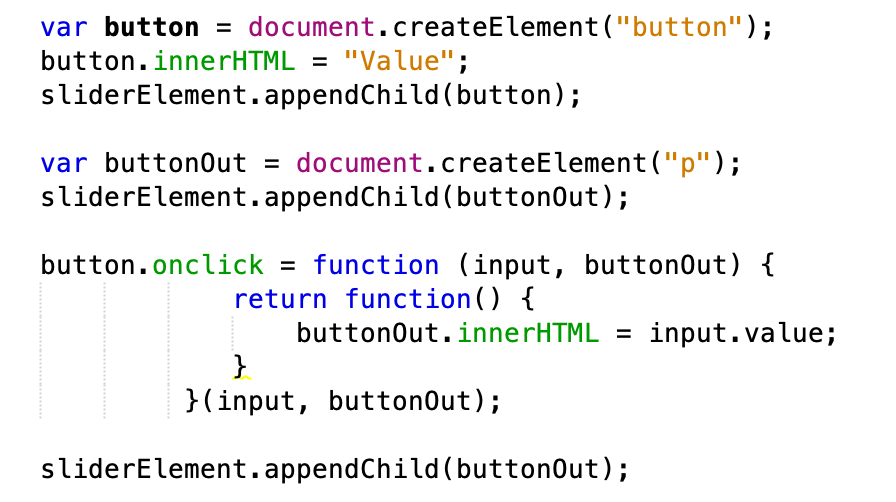 var button = document.createElement("button");
button.innerHTML = "Value";
sliderElement.appendChild(button);

var buttonOut = document.createElement("p");
sliderElement.appendChild(buttonOut);

button.onclick = function (input, buttonOut) {
            return function() {
                buttonOut.innerHTML = input.value;
            }
         }(input, buttonOut);

sliderElement.appendChild(buttonOut);